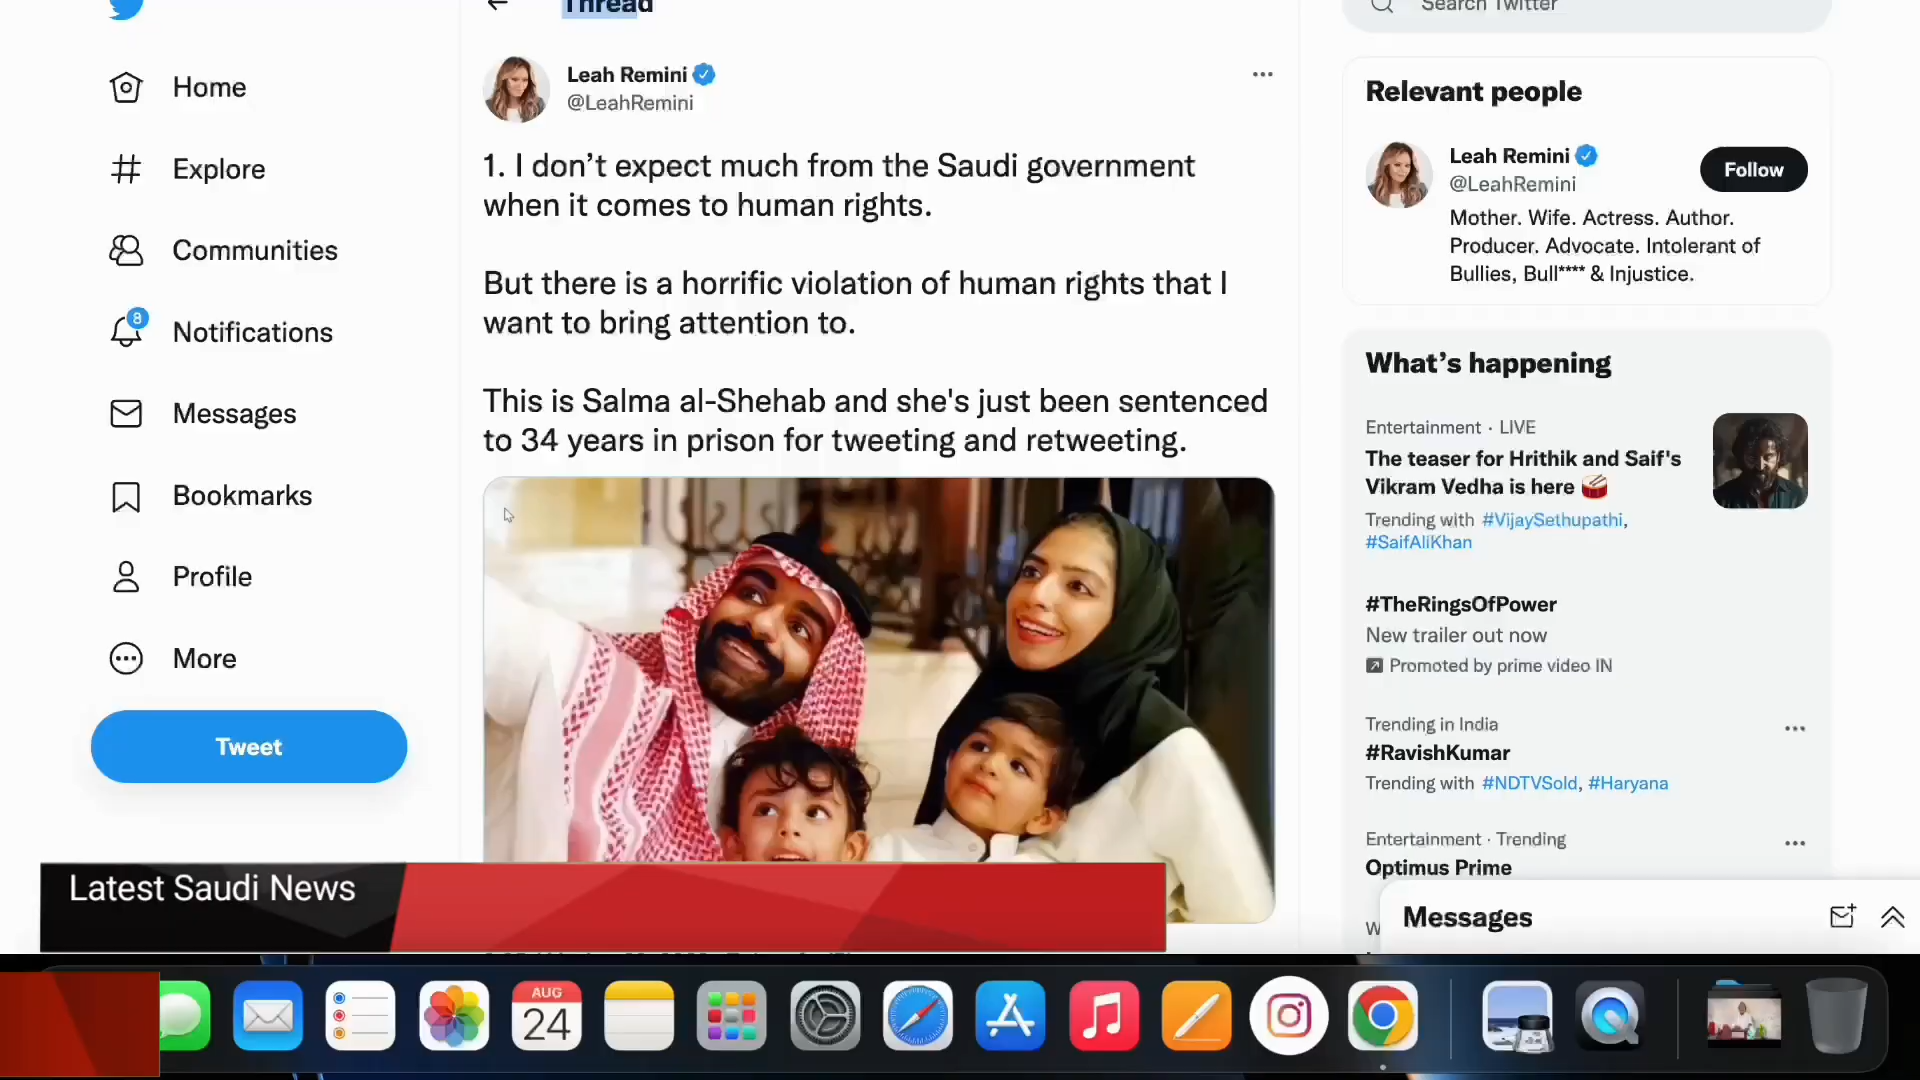 Thread
Search Twitter
Home
Explore
Communities
8
Notifications
Messages
Bookmarks
Profile
More
Tweet
Leah Remini
@LeahRemini
1. I don’t expect much from the Saudi government
when it comes to human rights.
But there is a horrific violation of human rights that I
want to bring attention to.
This is Salma al-Shehab and she's just been sentenced
to 34 years in prison for tweeting and retweeting.
Relevant people
Leah Remini
@LeahRemini
Follow
Mother. Wife. Actress. Author.
Producer. Advocate. Intolerant of
Bullies, Bull**** & Injustice.
What’s happening
Entertainment · LIVE
The teaser for Hrithik and Saif's
Vikram Vedha is here 🥁
Trending with #VijaySethupathi,
#SaifAliKhan
#TheRingsOfPower
New trailer out now
Promoted by prime video IN
Trending in India
#RavishKumar
Trending with #NDTVSold, #Haryana
Entertainment · Trending
Optimus Prime
Messages
Latest Saudi News
AUG
24